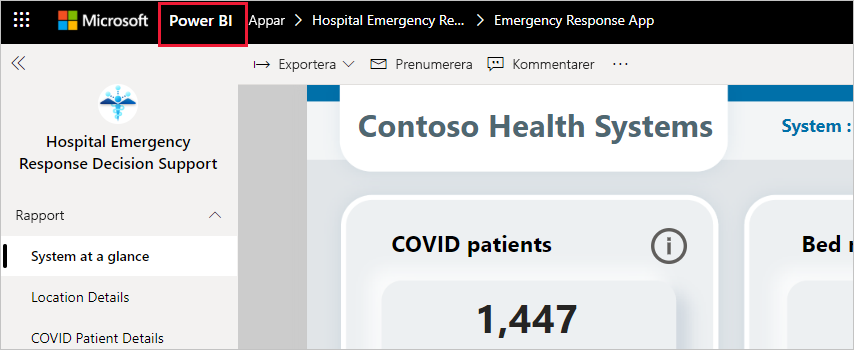 Microsoft Power BI Appar > Hospital Emergency Re... > Emergency Response App
Exportera Prenumerera Kommentarer ...
Hospital Emergency
Response Decision Support
Rapport
System at a glance
Location Details
COVID Patient Details
Contoso Health Systems
System :
COVID patients
1,447
Bed